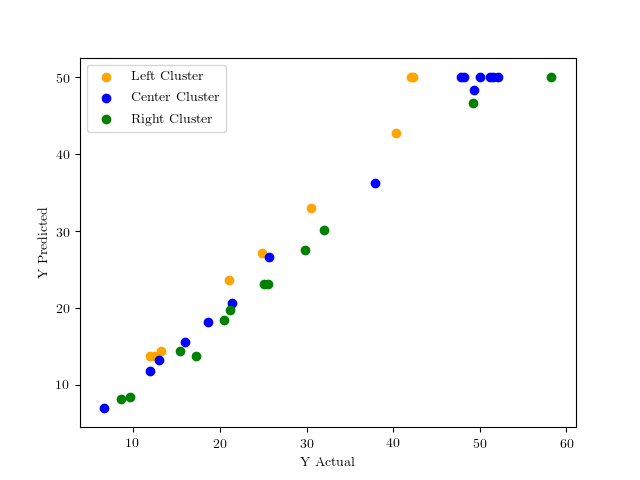 Left Cluster
Center Cluster
Right Cluster
50
40
30
20
10
Y Predicted
10 20 30 40 50 60
Y Actual